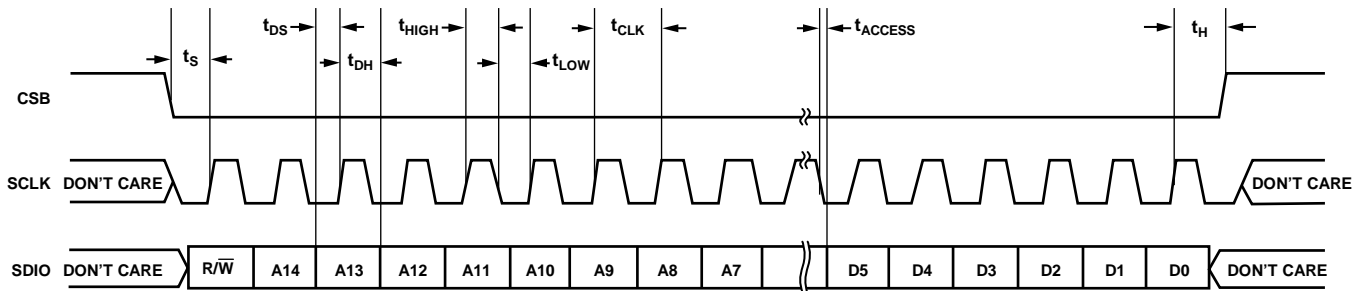 tDS tHIGH tCLK tACCESS tH
tS tDH tLOW
CSB
SCLK DON'T CARE DON'T CARE
SDIO DON'T CARE R/W̅ A14 A13 A12 A11 A10 A9 A8 A7 D5 D4 D3 D2 D1 D0 DON'T CARE